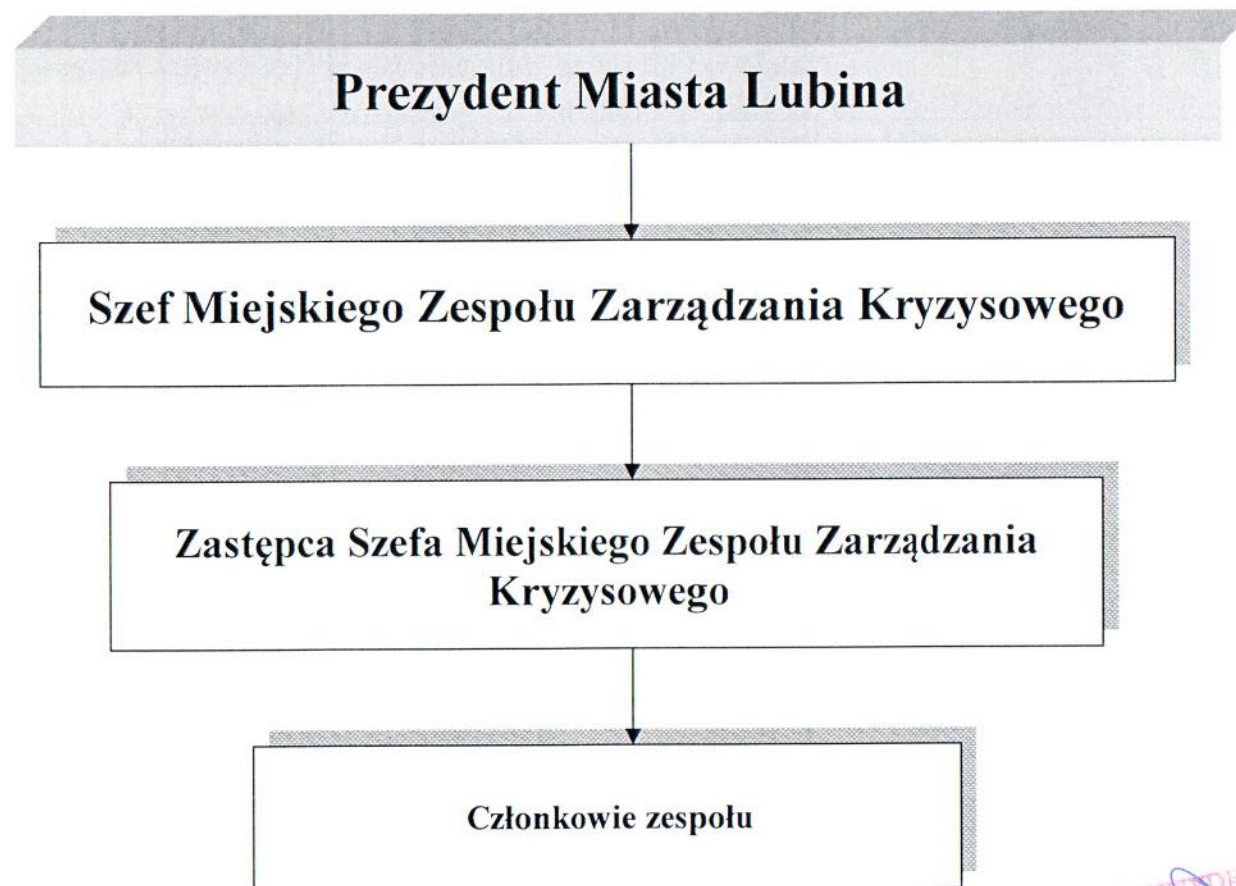 Prezydent Miasta Lubina
Szef Miejskiego Zespołu Zarządzania Kryzysowego
Zastępca Szefa Miejskiego Zespołu Zarządzania
Kryzysowego
Członkowie zespołu